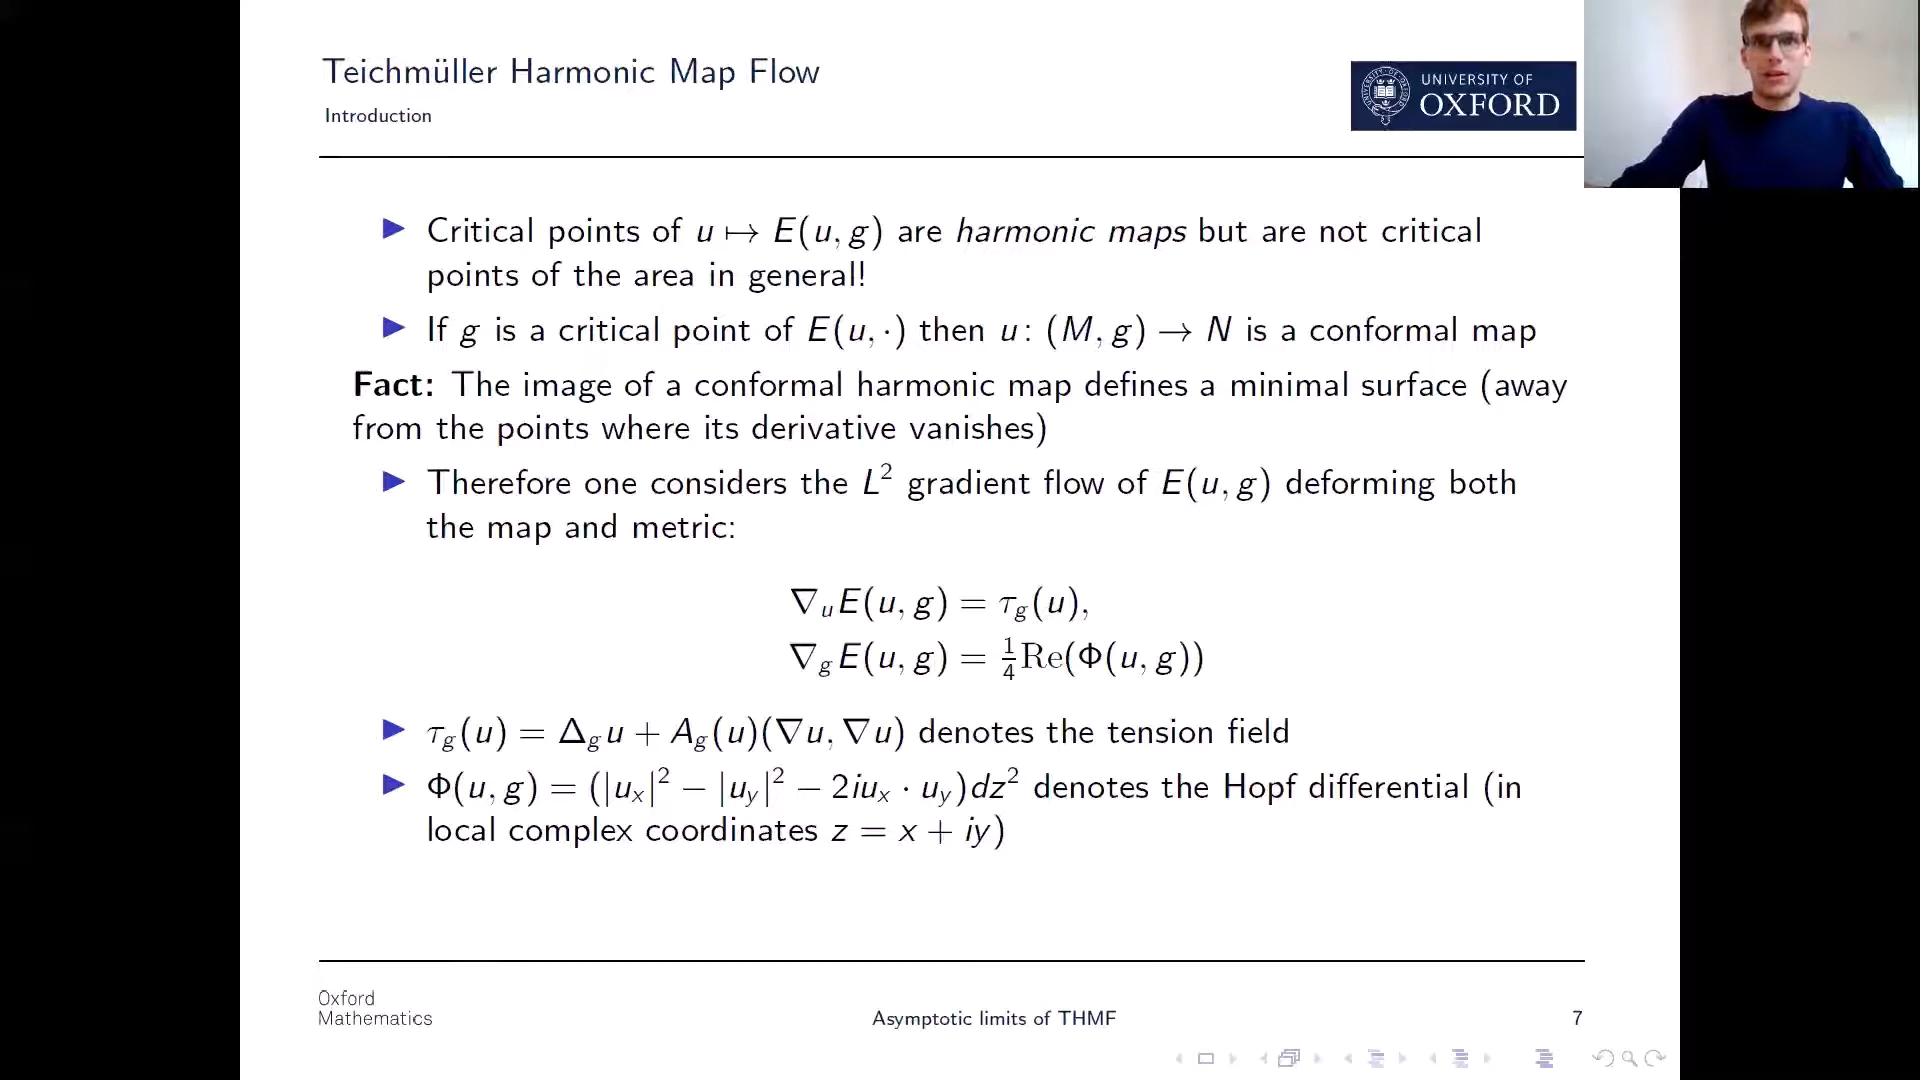 Teichmüller Harmonic Map Flow
Introduction
UNIVERSITY OF
OXFORD
▶ Critical points of u ↦ E(u, g) are harmonic maps but are not critical
points of the area in general!
▶ If g is a critical point of E(u, ·) then u: (M, g) → N is a conformal map
Fact: The image of a conformal harmonic map defines a minimal surface (away
from the points where its derivative vanishes)
▶ Therefore one considers the L² gradient flow of E(u, g) deforming both
the map and metric:
∇_u E(u, g) = τ_g(u),
∇_g E(u, g) = ¼Re(Φ(u, g))
▶ τ_g(u) = Δ_g u + A_g(u)(∇u, ∇u) denotes the tension field
▶ Φ(u, g) = (|u_x|² − |u_y|² − 2iu_x · u_y)dz² denotes the Hopf differential (in
local complex coordinates z = x + iy)
Oxford
Mathematics
Asymptotic limits of THMF
7